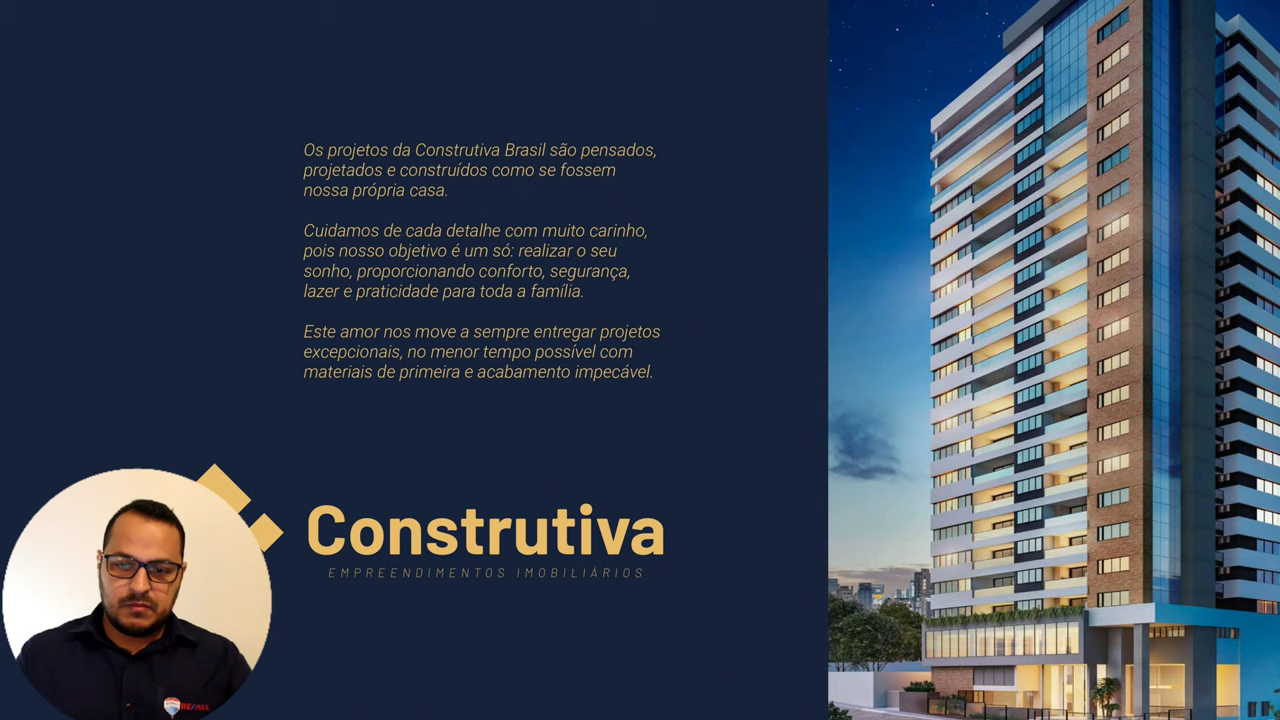 Os projetos da Construtiva Brasil são pensados,
projetados e construídos como se fossem
nossa própria casa.
Cuidamos de cada detalhe com muito carinho,
pois nosso objetivo é um só: realizar o seu
sonho, proporcionando conforto, segurança,
lazer e praticidade para toda a família.
Este amor nos move a sempre entregar projetos
excepcionais, no menor tempo possível com
materiais de primeira e acabamento impecável.
Construtiva
EMPREENDIMENTOS IMOBILIÁRIOS
RE/MAX